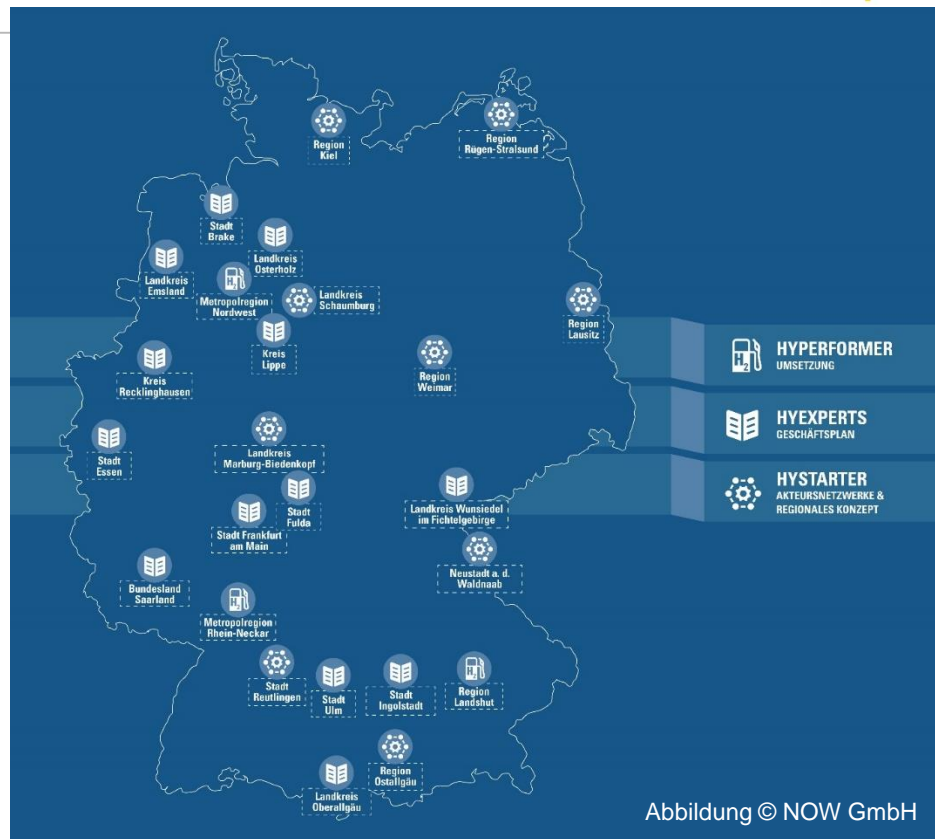 Region
Kiel
Region
Rügen-Stralsund
Stadt
Brake
Landkreis
Osterholz
Landkreis
Emsland
Metropolregion
Nordwest
Landkreis
Schaumburg
Region
Lausitz
Kreis
Lippe
Kreis
Recklinghausen
Region
Weimar
H2
HYPERFORMER
UMSETZUNG
HYEXPERTS
GESCHÄFTSPLAN
HYSTARTER
AKTEURSNETZWERKE &
REGIONALES KONZEPT
Stadt
Essen
Landkreis
Marburg-Biedenkopf
Stadt
Fulda
Stadt Frankfurt
am Main
Landkreis Wunsiedel
im Fichtelgebirge
Neustadt a. d.
Waldnaab
Bundesland
Saarland
Metropolregion
Rhein-Neckar
Stadt
Reutlingen
Stadt
Ulm
Stadt
Ingolstadt
Region
Landshut
Region
Ostallgäu
Landkreis
Oberallgäu
Abbildung © NOW GmbH